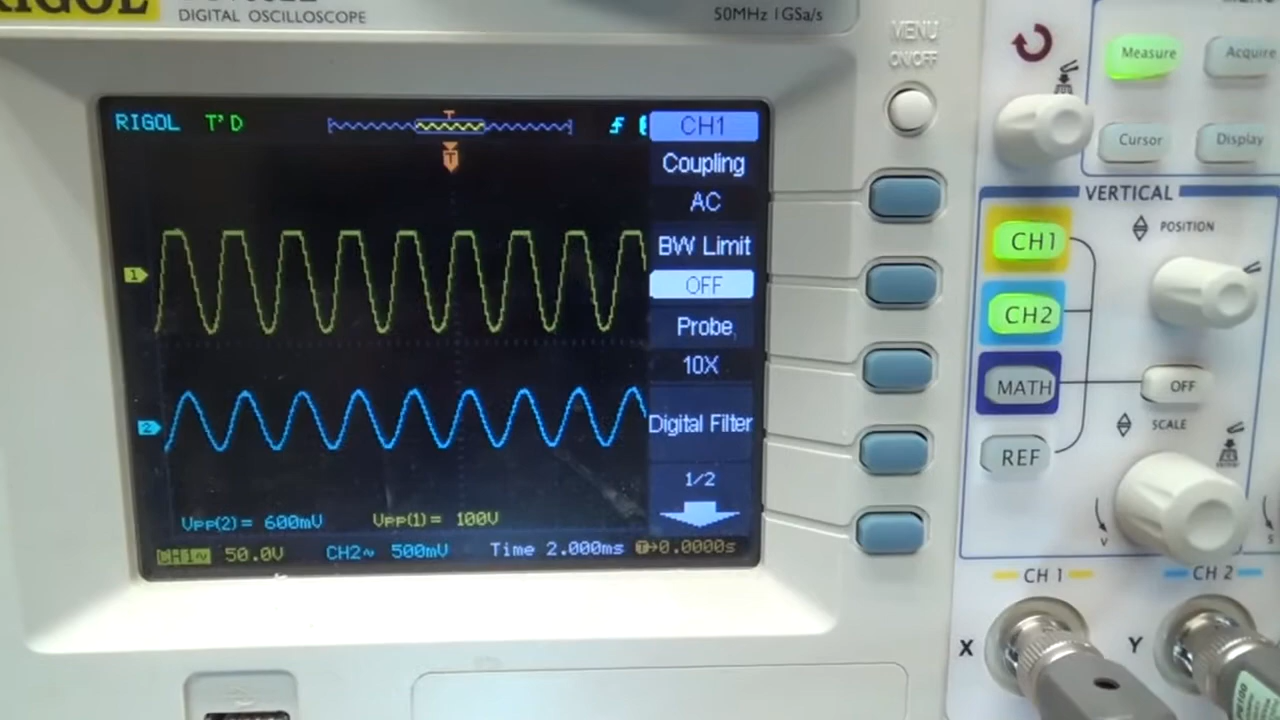 RIGOL
DIGITAL OSCILLOSCOPE
50MHz 1GSa/s
MENU
ON/OFF
Measure
Acquire
Cursor
Display
RIGOL T'D
T
CH1
Coupling
AC
BW Limit
OFF
Probe
10X
Digital Filter
1/2
1
2
VPP(2)= 600mV VPP(1)= 100V
CH1~ 50.0V CH2~ 500mV Time 2.000ms T→0.0000s
VERTICAL
CH1
POSITION
CH2
MATH
OFF
SCALE
REF
V
S
CH 1
CH 2
X
Y